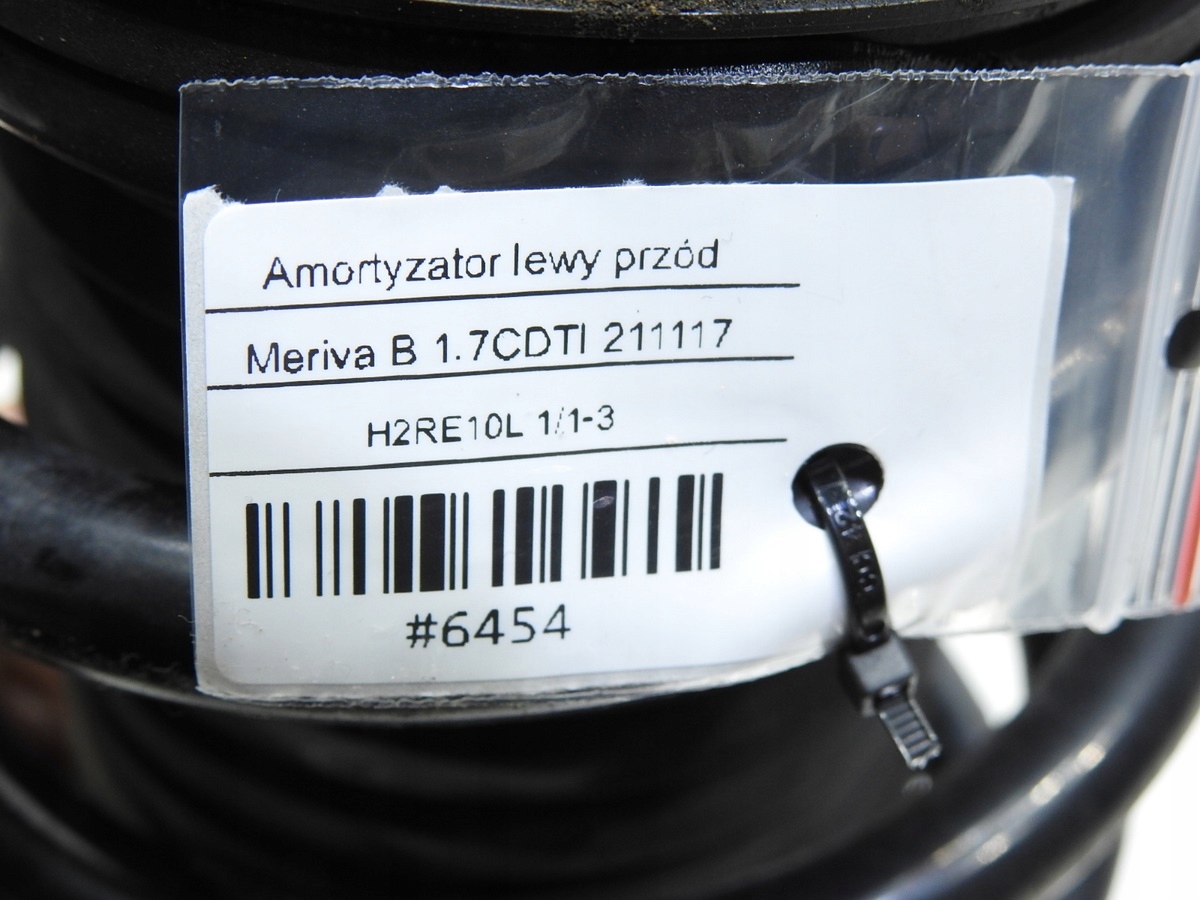 Amortyzator lewy przód
Meriva B 1.7CDTI 211117
H2RE10L 1/1-3
#6454